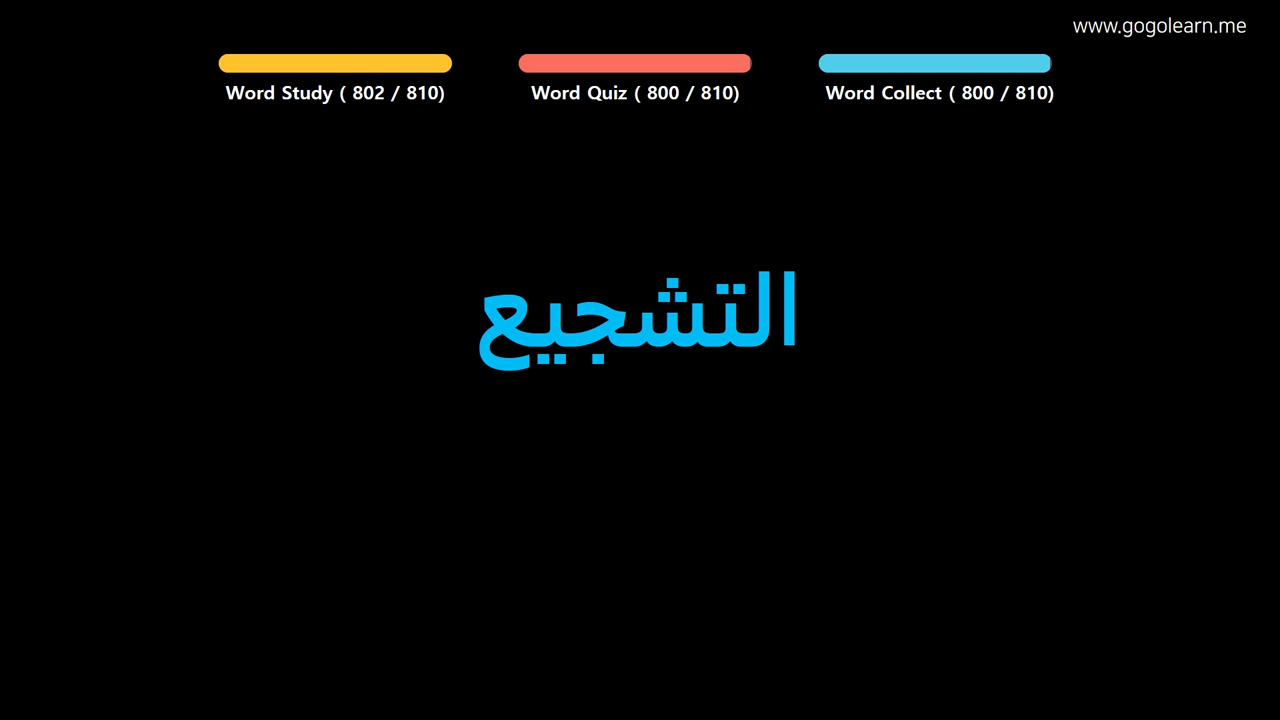 www.gogolearn.me
Word Study ( 802 / 810)
Word Quiz ( 800 / 810)
Word Collect ( 800 / 810)
التشجيع